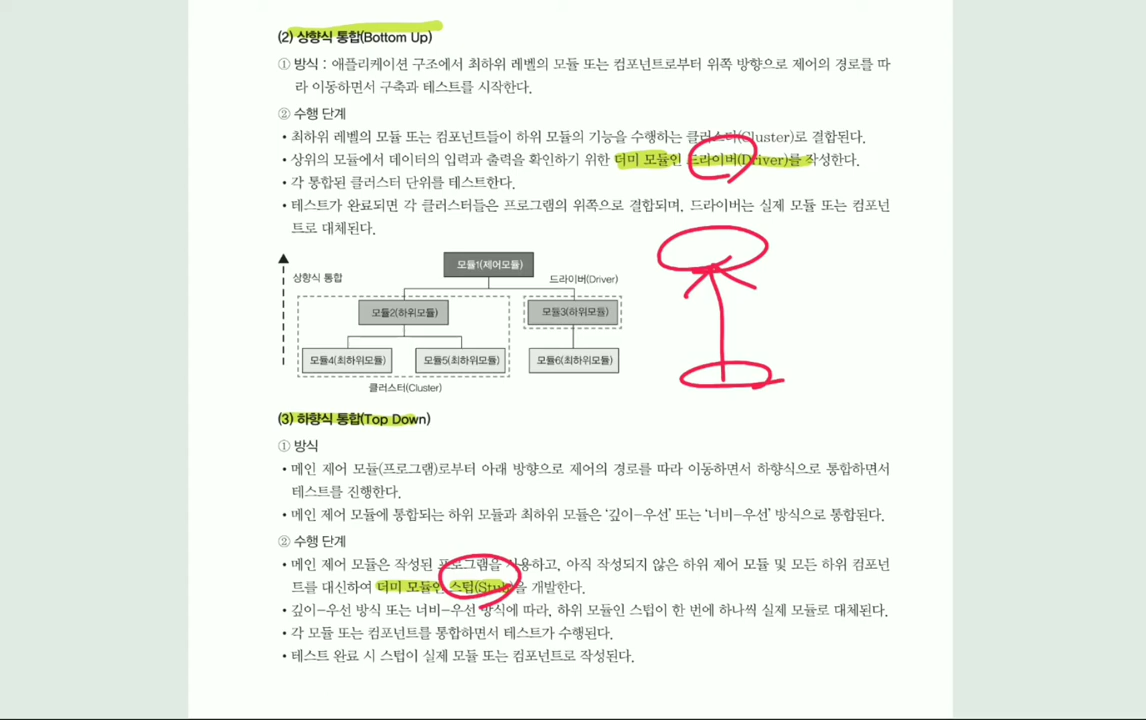 (2) 상향식 통합(Bottom Up)
① 방식 : 애플리케이션 구조에서 최하위 레벨의 모듈 또는 컴포넌트로부터 위쪽 방향으로 제어의 경로를 따
라 이동하면서 구축과 테스트를 시작한다.
② 수행 단계
• 최하위 레벨의 모듈 또는 컴포넌트들이 하위 모듈의 기능을 수행하는 클러스터(Cluster)로 결합된다.
• 상위의 모듈에서 데이터의 입력과 출력을 확인하기 위한 더미 모듈인 드라이버(Driver)를 작성한다.
• 각 통합된 클러스터 단위를 테스트한다.
• 테스트가 완료되면 각 클러스터들은 프로그램의 위쪽으로 결합되며, 드라이버는 실제 모듈 또는 컴포넌
트로 대체된다.
모듈1(제어모듈)
상향식 통합
드라이버(Driver)
모듈2(하위모듈)
모듈3(하위모듈)
모듈4(최하위모듈)
모듈5(최하위모듈)
모듈6(최하위모듈)
클러스터(Cluster)
(3) 하향식 통합(Top Down)
① 방식
• 메인 제어 모듈(프로그램)로부터 아래 방향으로 제어의 경로를 따라 이동하면서 하향식으로 통합하면서
테스트를 진행한다.
• 메인 제어 모듈에 통합되는 하위 모듈과 최하위 모듈은 ‘깊이-우선’ 또는 ‘너비-우선’ 방식으로 통합된다.
② 수행 단계
• 메인 제어 모듈은 작성된 프로그램을 사용하고, 아직 작성되지 않은 하위 제어 모듈 및 모든 하위 컴포넌
트를 대신하여 더미 모듈인 스텁(Stub)을 개발한다.
• 깊이-우선 방식 또는 너비-우선 방식에 따라, 하위 모듈인 스텁이 한 번에 하나씩 실제 모듈로 대체된다.
• 각 모듈 또는 컴포넌트를 통합하면서 테스트가 수행된다.
• 테스트 완료 시 스텁이 실제 모듈 또는 컴포넌트로 작성된다.